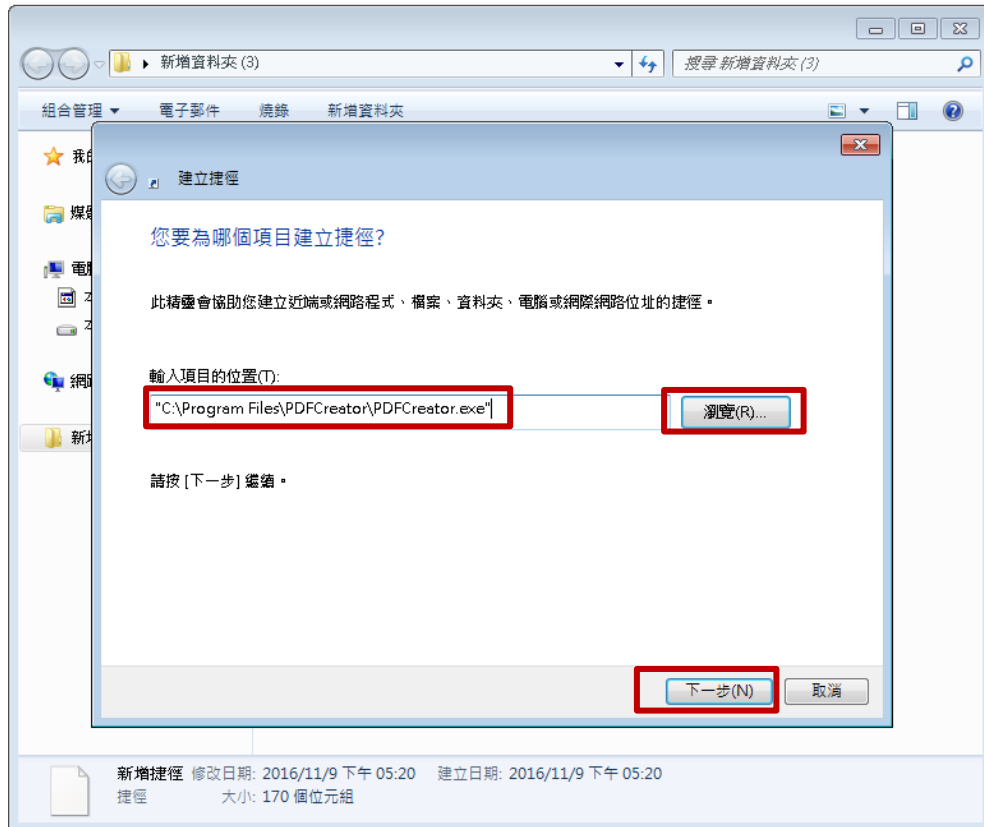 新增資料夾 (3)
搜尋 新增資料夾 (3)
組合管理 電子郵件 燒錄 新增資料夾
我的
建立捷徑
媒
您要為哪個項目建立捷徑?
電
此精靈會協助您建立近端或網路程式、檔案、資料夾、電腦或網際網路位址的捷徑。
網
輸入項目的位置(T):
"C:\Program Files\PDFCreator\PDFCreator.exe"
瀏覽(R)...
新
請按 [下一步] 繼續。
下一步(N) 取消
新增捷徑 修改日期: 2016/11/9 下午 05:20 建立日期: 2016/11/9 下午 05:20
捷徑 大小: 170 個位元組